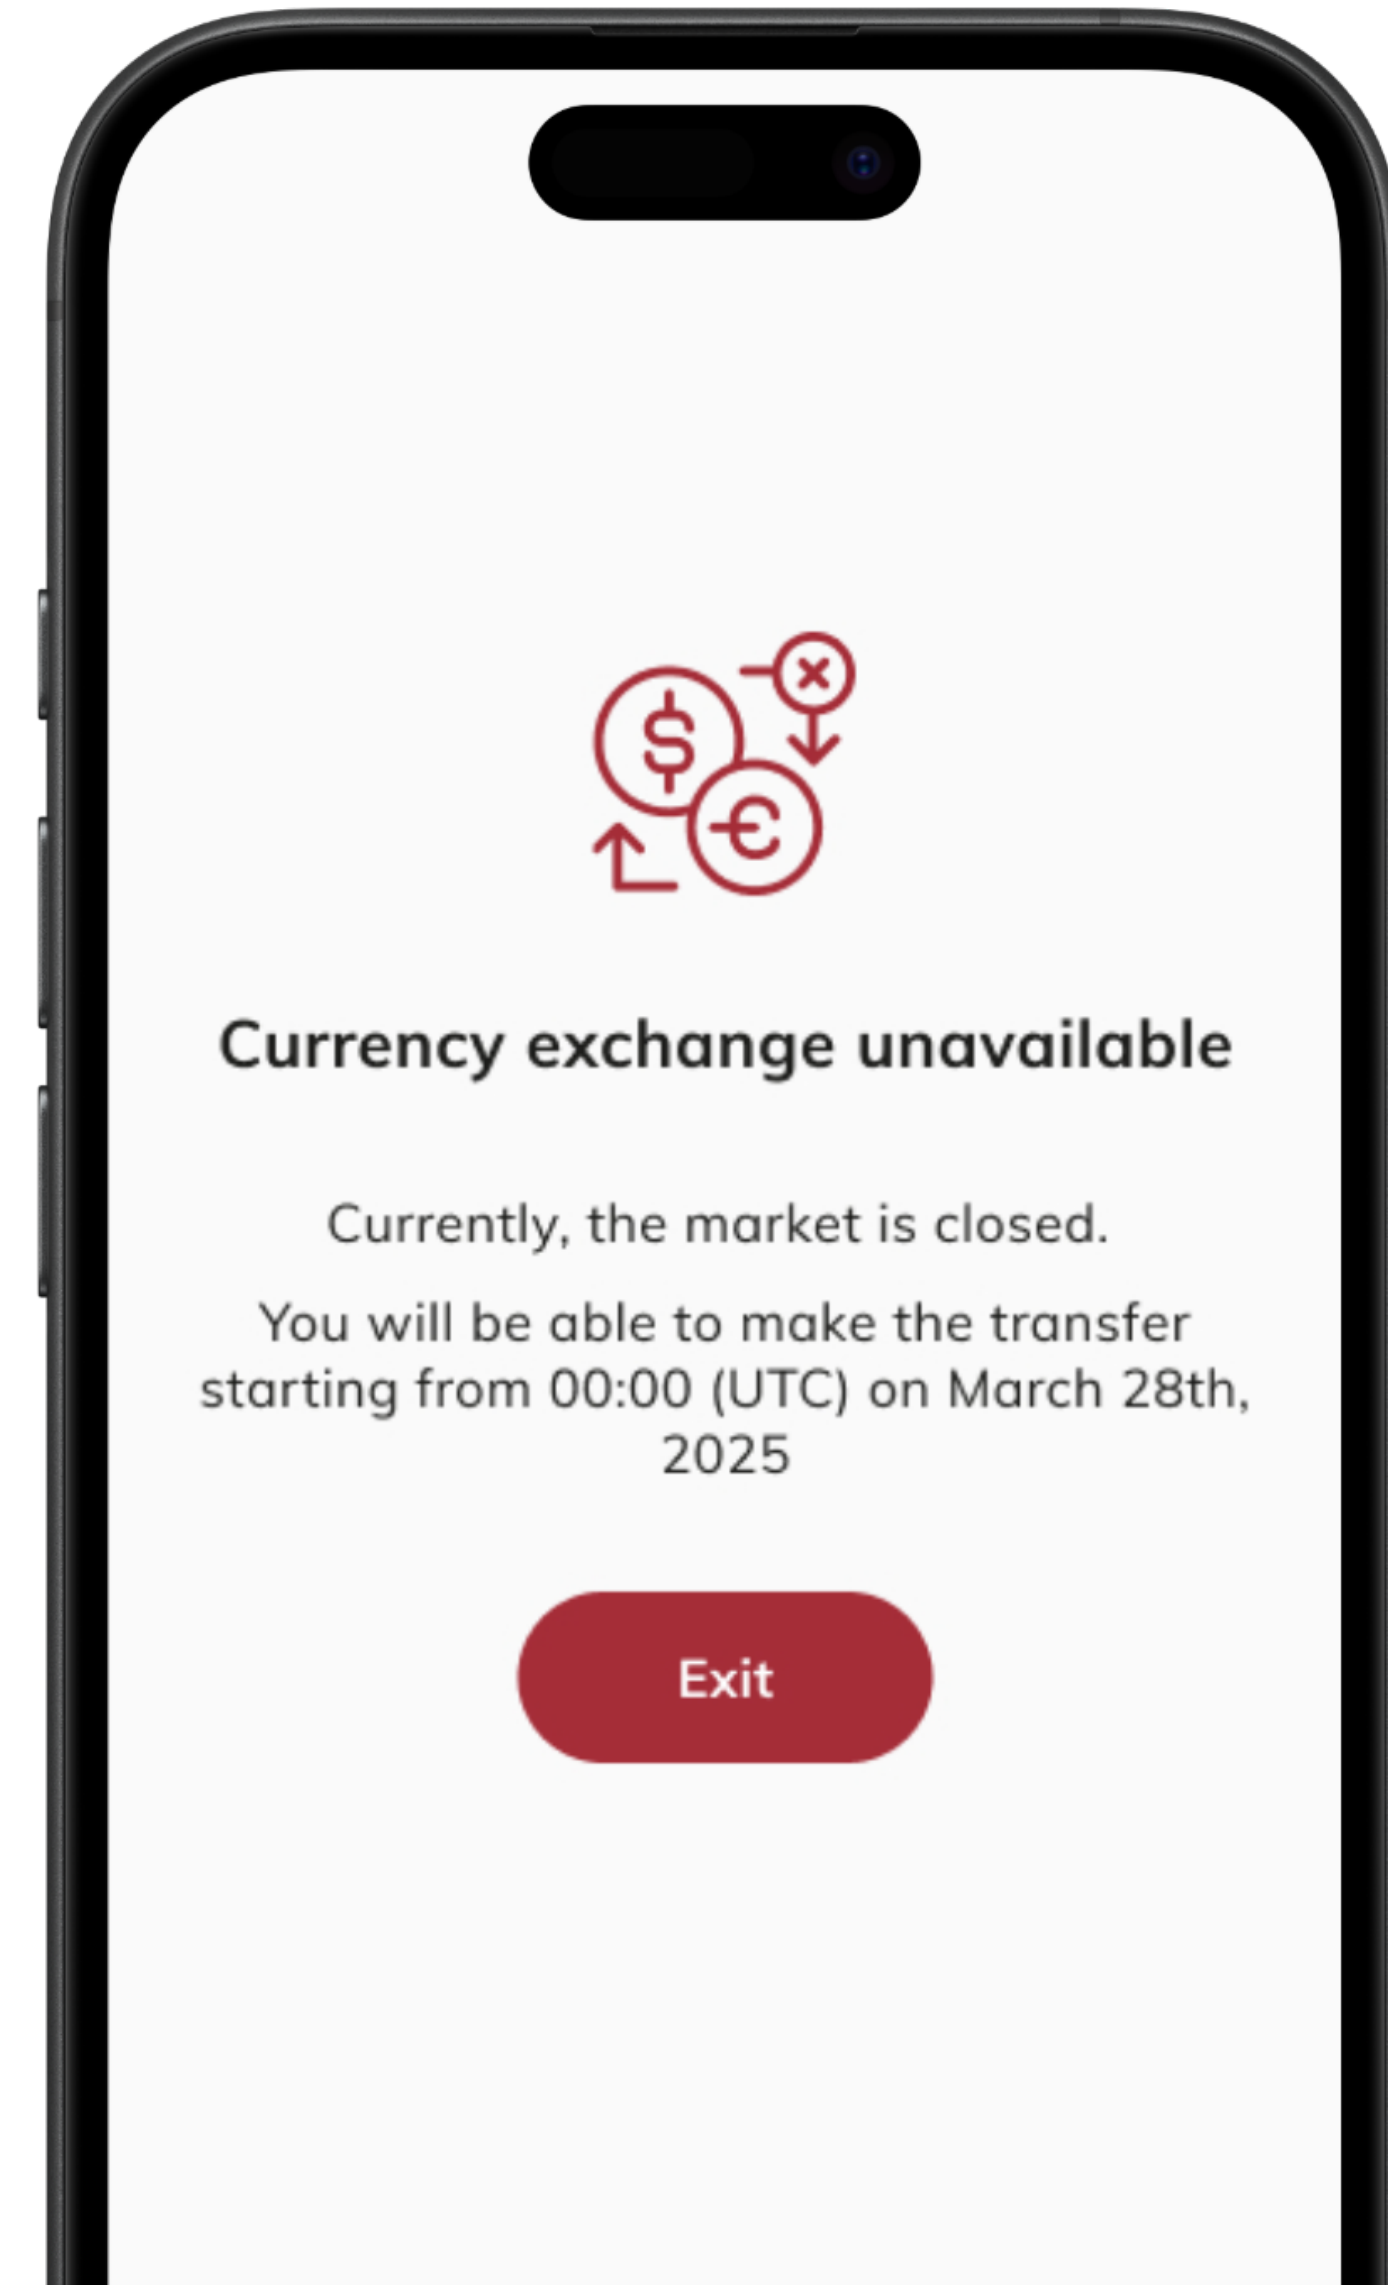 Currency exchange unavailable
Currently, the market is closed.
You will be able to make the transfer
starting from 00:00 (UTC) on March 28th,
2025
Exit